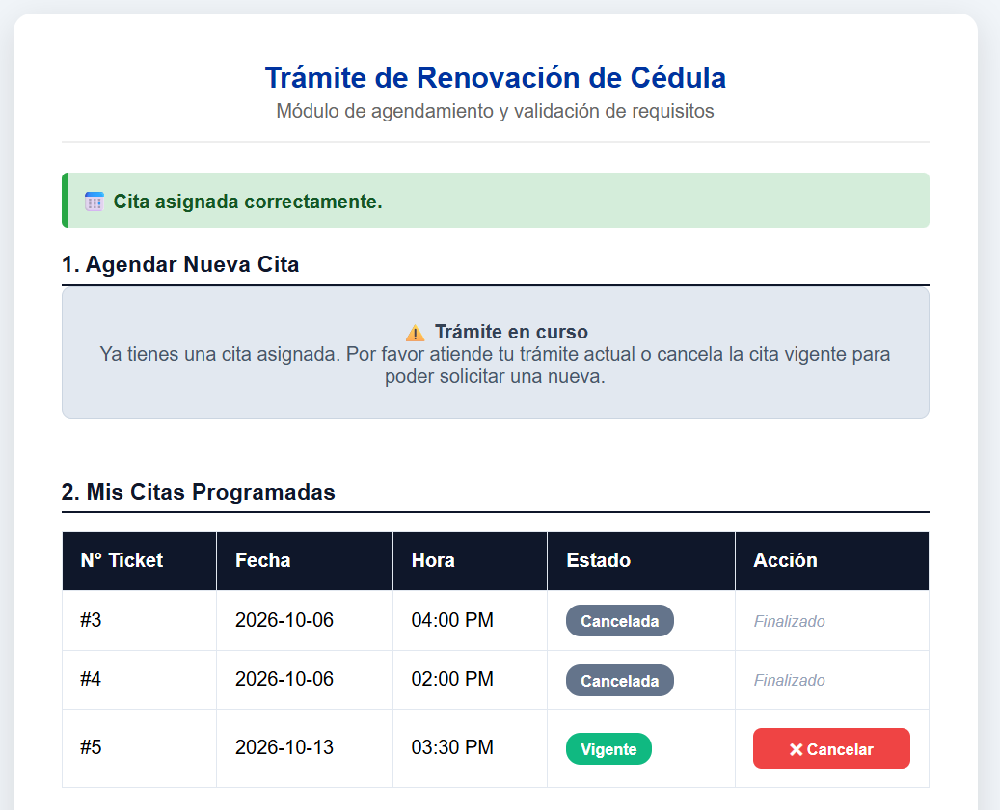 Trámite de Renovación de Cédula
Módulo de agendamiento y validación de requisitos
Cita asignada correctamente.
1. Agendar Nueva Cita
Trámite en curso
Ya tienes una cita asignada. Por favor atiende tu trámite actual o cancela la cita vigente para
poder solicitar una nueva.
2. Mis Citas Programadas
N° Ticket Fecha Hora Estado Acción
#3 2026-10-06 04:00 PM Cancelada Finalizado
#4 2026-10-06 02:00 PM Cancelada Finalizado
#5 2026-10-13 03:30 PM Vigente Cancelar